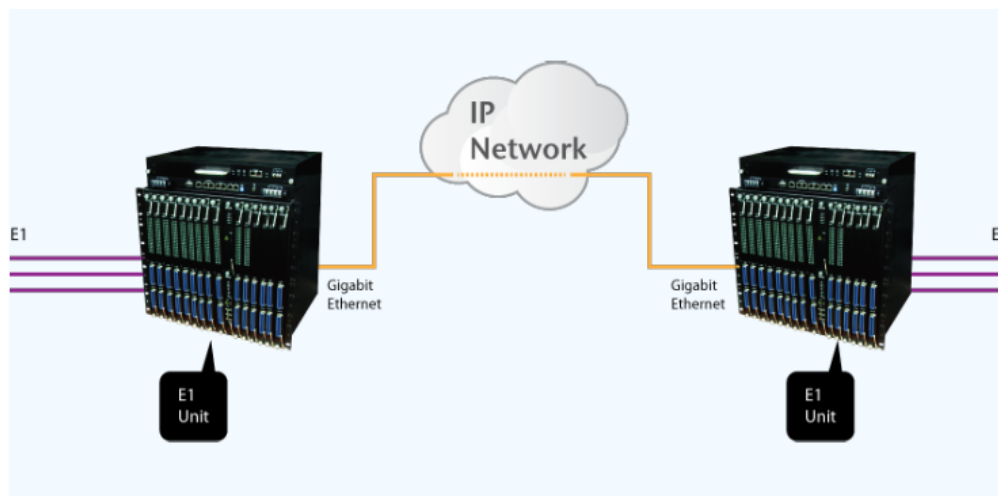 IP
Network
E1
E
Gigabit
Ethernet
Gigabit
Ethernet
E1
Unit
E1
Unit